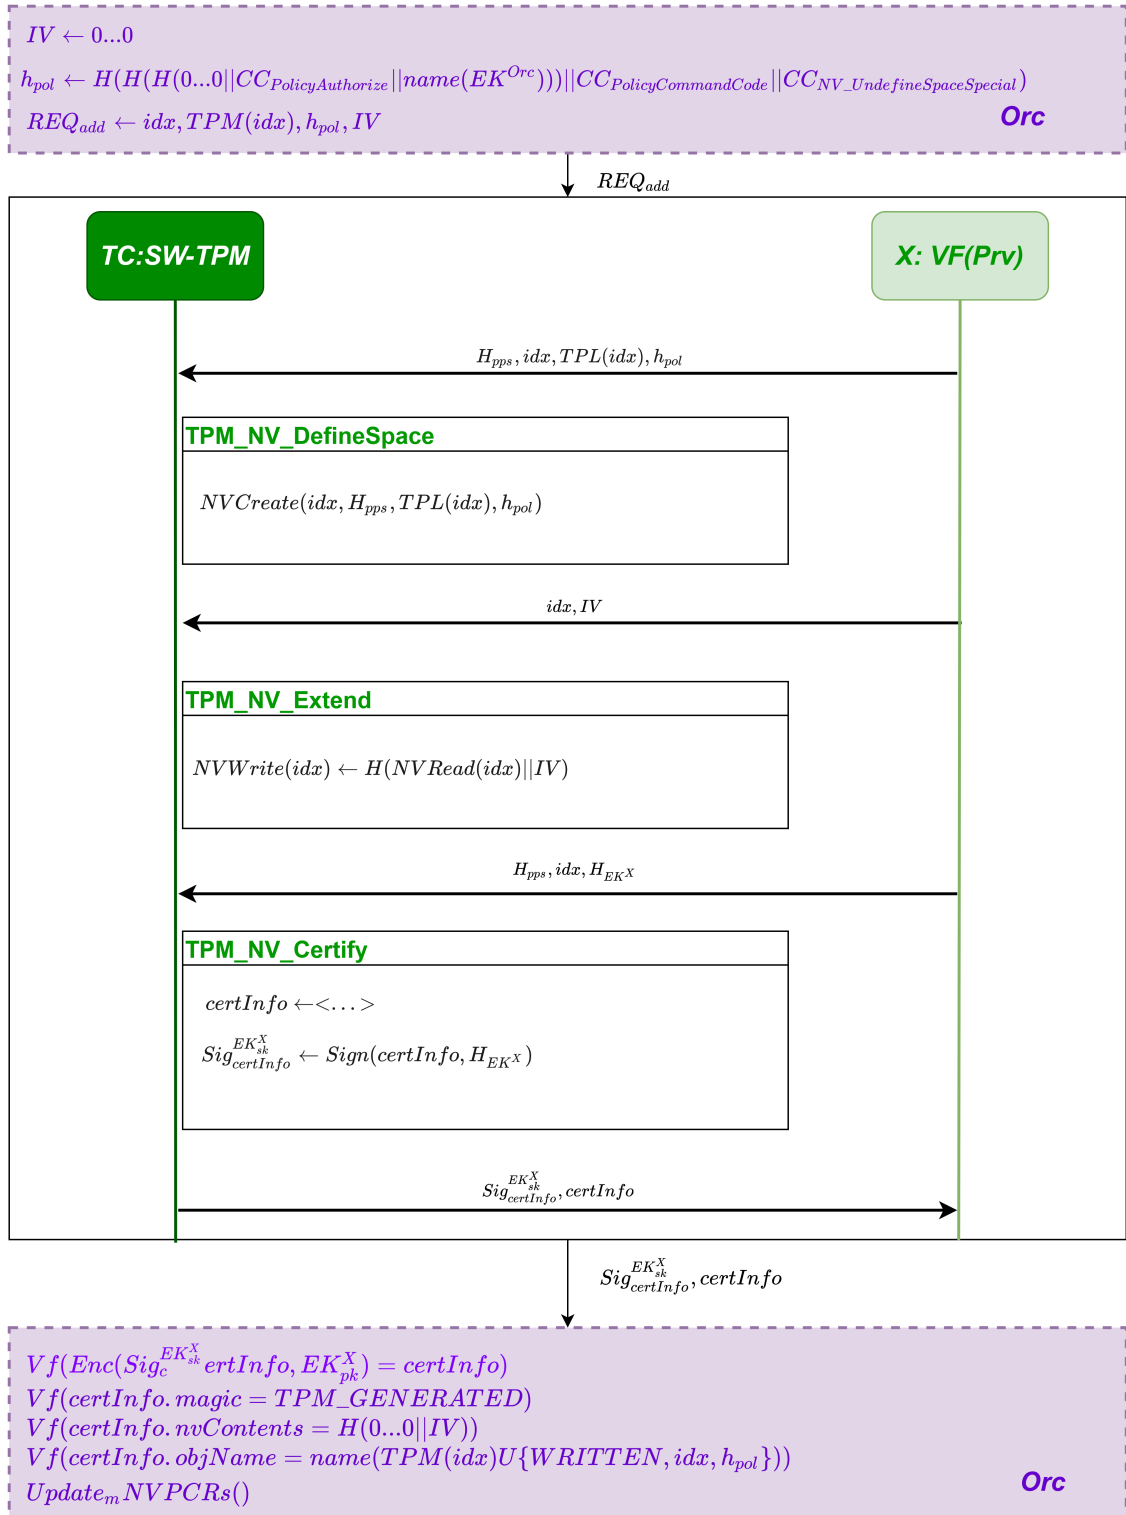 IV ← 0...0
h_pol ← H(H(H(0...0||CC_PolicyAuthorize||name(EK^Orc)))||CC_PolicyCommandCode||CC_NV_UndefineSpaceSpecial)
REQ_add ← idx, TPM(idx), h_pol, IV
Orc
REQ_add
TC:SW-TPM
X: VF(Prv)
H_pps, idx, TPL(idx), h_pol
TPM_NV_DefineSpace
NVCreate(idx, H_pps, TPL(idx), h_pol)
idx, IV
TPM_NV_Extend
NVWrite(idx) ← H(NVRead(idx)||IV)
H_pps, idx, H_EK^X
TPM_NV_Certify
certInfo ←<...>
Sig_certInfo^EK_sk^X ← Sign(certInfo, H_EK^X)
Sig_certInfo^EK_sk^X, certInfo
Sig_certInfo^EK_sk^X, certInfo
Vf(Enc(Sig_c^EK_sk^X ertInfo, EK_pk^X) = certInfo)
Vf(certInfo.magic = TPM_GENERATED)
Vf(certInfo.nvContents = H(0...0||IV))
Vf(certInfo.objName = name(TPM(idx)U{WRITTEN, idx, h_pol}))
Update_mNVPCRs()
Orc